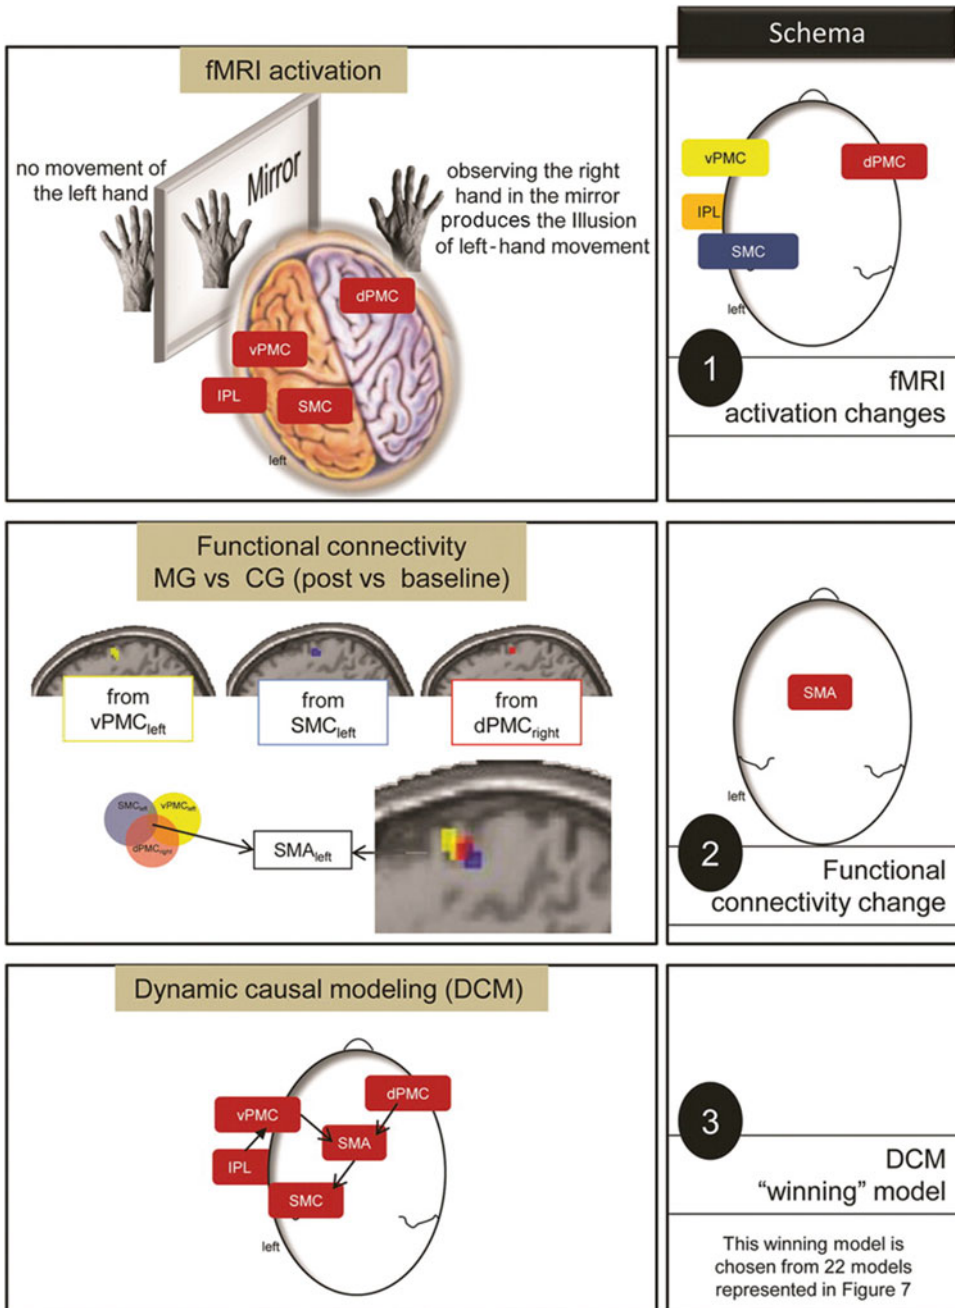 Schema
fMRI activation
no movement of
the left hand
Mirror
observing the right
hand in the mirror
produces the Illusion
of left-hand movement
dPMC
vPMC
IPL
SMC
left
vPMC
dPMC
IPL
SMC
left
1
fMRI
activation changes
Functional connectivity
MG vs CG (post vs baseline)
from
vPMCleft
from
SMCleft
from
dPMCright
SMCleft
vPMCleft
dPMCright
SMAleft
SMA
left
2
Functional
connectivity change
Dynamic causal modeling (DCM)
dPMC
vPMC
SMA
IPL
SMC
left
3
DCM
“winning” model
This winning model is
chosen from 22 models
represented in Figure 7